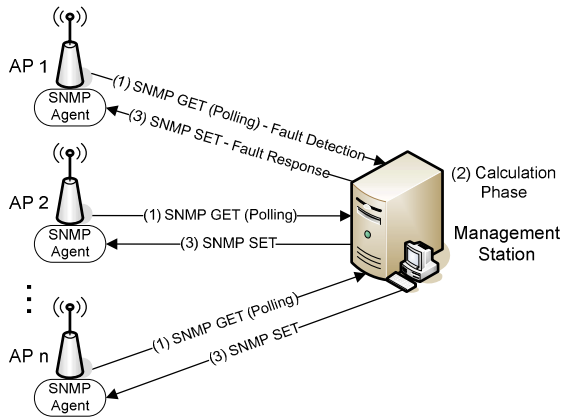 AP 1
SNMP
Agent
(1) SNMP GET (Polling) - Fault Detection
(3) SNMP SET - Fault Response
(2) Calculation
Phase
AP 2
SNMP
Agent
(1) SNMP GET (Polling)
(3) SNMP SET
Management
Station
AP n
SNMP
Agent
(1) SNMP GET (Polling)
(3) SNMP SET